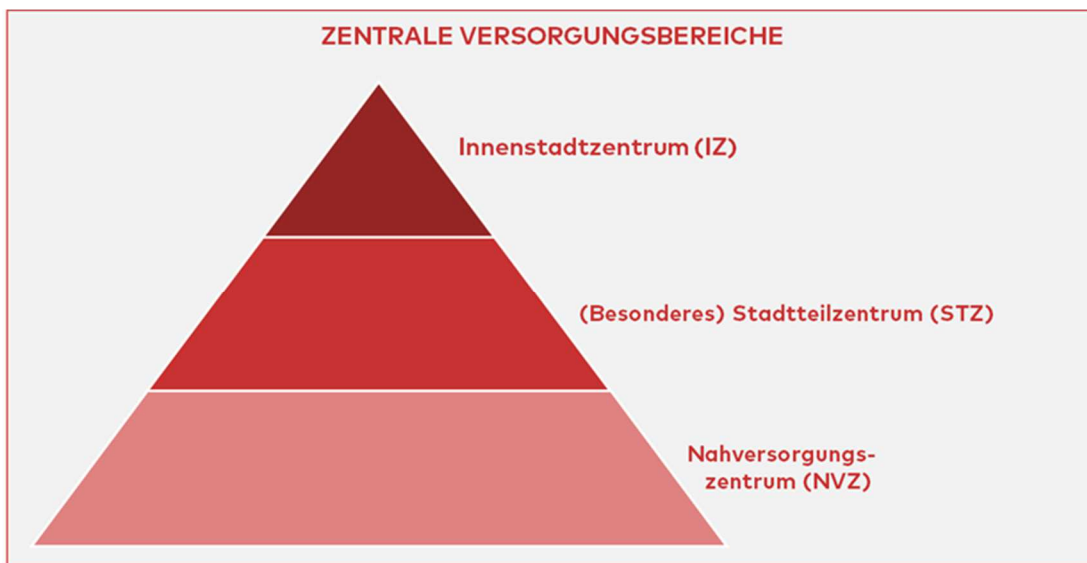 ZENTRALE VERSORGUNGSBEREICHE
Innenstadtzentrum (IZ)
(Besonderes) Stadtteilzentrum (STZ)
Nahversorgungs-
zentrum (NVZ)